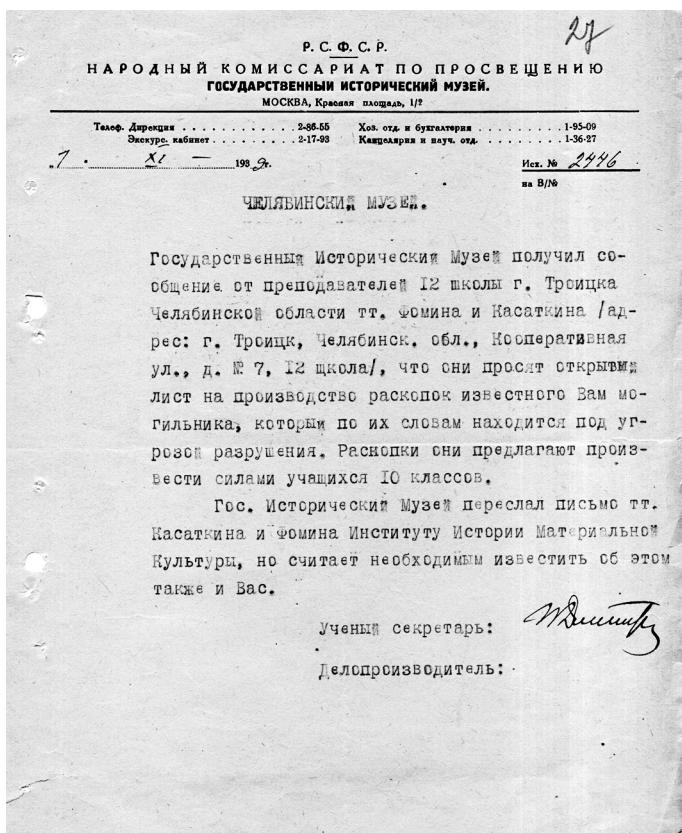 27
Р. С. Ф. С. Р.
НАРОДНЫЙ КОМИССАРИАТ ПО ПРОСВЕЩЕНИЮ
ГОСУДАРСТВЕННЫЙ ИСТОРИЧЕСКИЙ МУЗЕЙ.
МОСКВА, Красная площадь, 1/2
Телеф. Дирекция . . . . . . . . . . . 2-86-55 Хоз. отд. и бухгалтерия . . . . . . . . 1-95-09
Экскурс. кабинет . . . . . . . . 2-17-93 Канцелярия и науч. отд. . . . . . . . 1-36-27
„7. XI — 1939г. Исх. № 2446
на В/№
ЧЕЛЯБИНСКИЙ МУЗЕЙ.
Государственный Исторический Музей получил со-
общение от преподавателей 12 школы г. Троицка
Челябинской области тт. Фомина и Касаткина /ад-
рес: г. Троицк, Челябинск. обл., Кооперативная
ул., д. № 7, 12 щкола/, что они просят открытый
лист на производство раскопок известного Вам мо-
гильника, который по их словам находится под уг-
розой разрушения. Раскопки они предлагают произ-
вести силами учащихся 10 классов.
Гос. Исторический Музей переслал письмо тт.
Касаткина и Фомина Институту Истории Материальной
Культуры, но считает необходимым известить об этом
также и Вас.
Ученый секретарь:
Делопроизводитель: